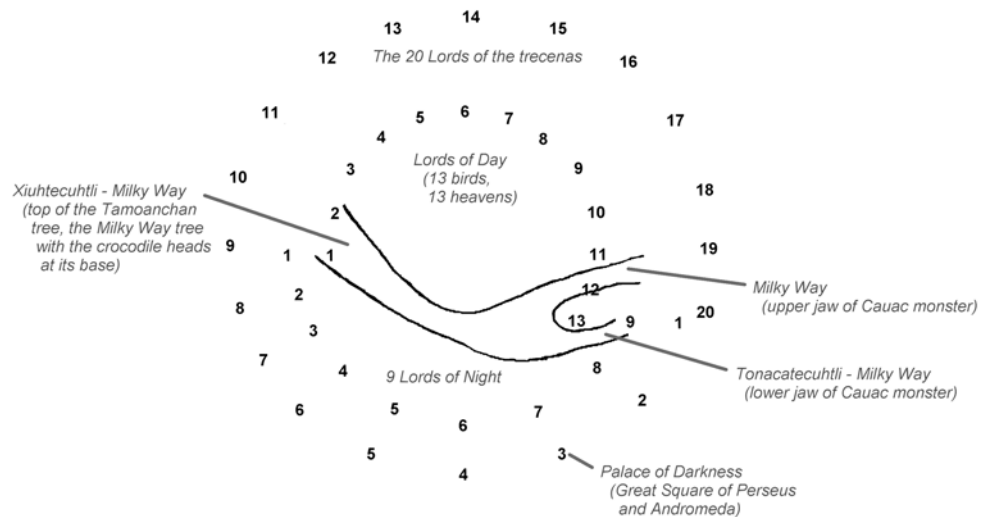 14
13 15
The 20 Lords of the trecenas
12 16
11 17
6
5 7
4 8
Lords of Day
(13 birds,
13 heavens)
3 9
10 18
Xiuhtecuhtli - Milky Way
(top of the Tamoanchan
tree, the Milky Way tree
with the crocodile heads
at its base)
2 10
9 1 1 11 19
Milky Way
(upper jaw of Cauac monster)
2 12
8 13 9 1 20
3
7 4 9 Lords of Night 8
Tonacatecuhtli - Milky Way
(lower jaw of Cauac monster)
6 5 7 2
6
5 3
4
Palace of Darkness
(Great Square of Perseus
and Andromeda)